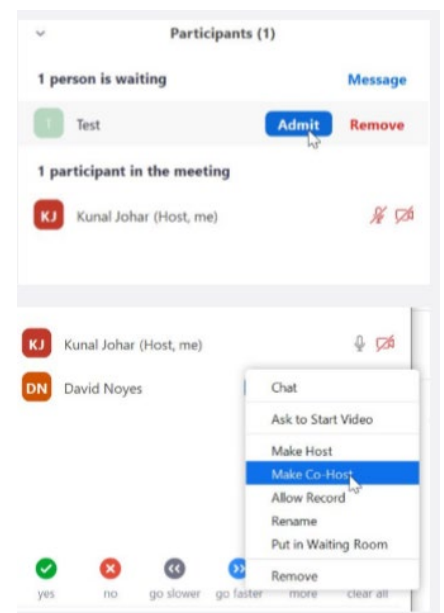 Participants (1)
1 person is waiting Message
1 Test Admit Remove
1 participant in the meeting
KJ Kunal Johar (Host, me)
KJ Kunal Johar (Host, me)
DN David Noyes
Chat
Ask to Start Video
Make Host
Make Co-Host
Allow Record
Rename
Put in Waiting Room
Remove
yes no go slower go faster more clear all